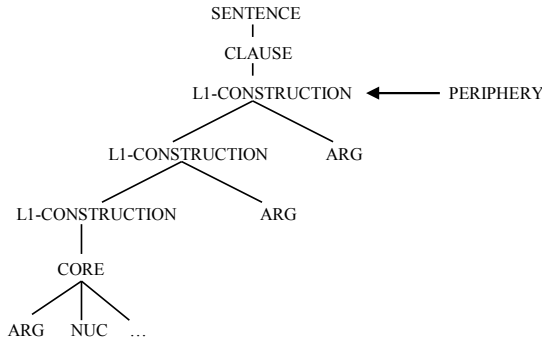 SENTENCE
CLAUSE
L1-CONSTRUCTION PERIPHERY
L1-CONSTRUCTION ARG
L1-CONSTRUCTION ARG
CORE
ARG NUC …